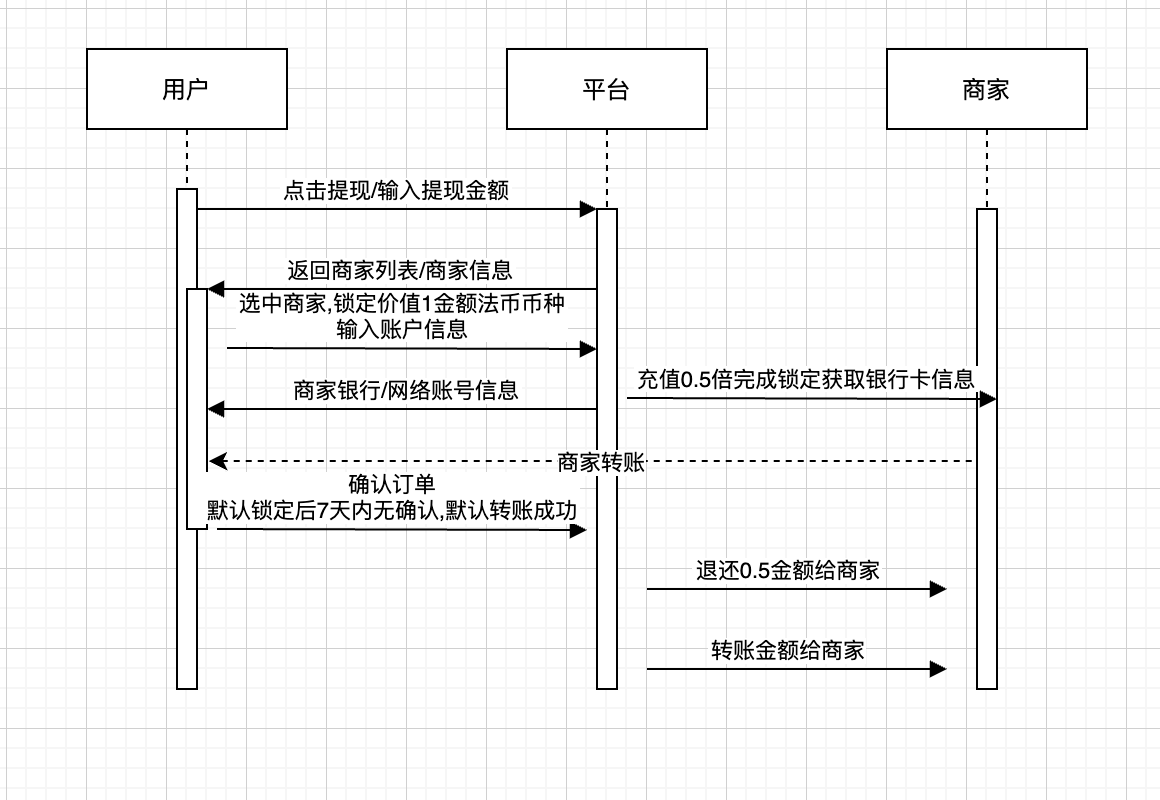 用户
平台
商家
点击提现/输入提现金额
返回商家列表/商家信息
选中商家,锁定价值1金额法币币种
输入账户信息
充值0.5倍完成锁定获取银行卡信息
商家银行/网络账号信息
商家转账
确认订单
默认锁定后7天内无确认,默认转账成功
退还0.5金额给商家
转账金额给商家